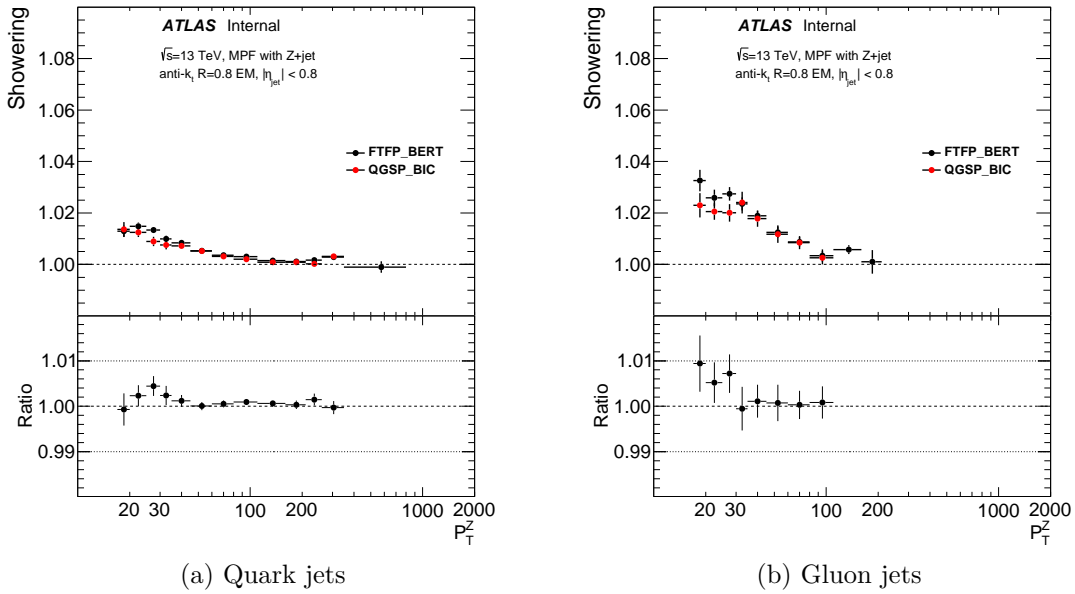 Showering
1.08
1.06
1.04
1.02
1.00
ATLAS Internal
√s=13 TeV, MPF with Z+jet
anti-k_t R=0.8 EM, |η_jet| < 0.8
FTFP_BERT
QGSP_BIC
Ratio
1.01
1.00
0.99
20 30 100 200 1000 2000
P_T^Z
(a) Quark jets
Showering
1.08
1.06
1.04
1.02
1.00
ATLAS Internal
√s=13 TeV, MPF with Z+jet
anti-k_t R=0.8 EM, |η_jet| < 0.8
FTFP_BERT
QGSP_BIC
Ratio
1.01
1.00
0.99
20 30 100 200 1000 2000
P_T^Z
(b) Gluon jets